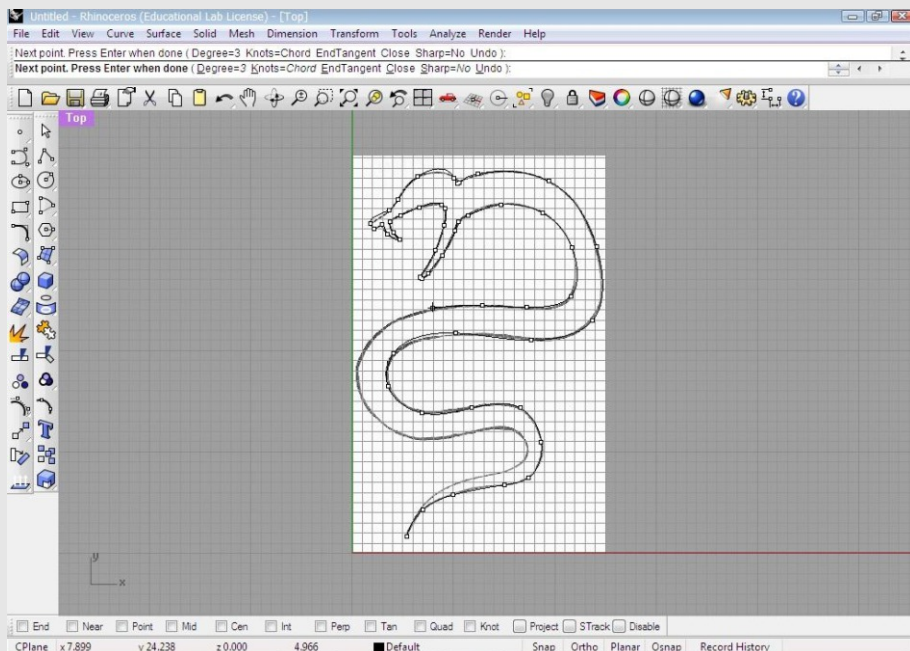 Untitled - Rhinoceros (Educational Lab License) - [Top]
File Edit View Curve Surface Solid Mesh Dimension Transform Tools Analyze Render Help
Next point. Press Enter when done ( Degree=3 Knots=Chord EndTangent Close Sharp=No Undo ):
Next point. Press Enter when done ( Degree=3 Knots=Chord EndTangent Close Sharp=No Undo ):
Top
y
x
End Near Point Mid Cen Int Perp Tan Quad Knot Project STrack Disable
CPlane x 7.899 y 24.238 z 0.000 4.966 Default Snap Ortho Planar Osnap Record History